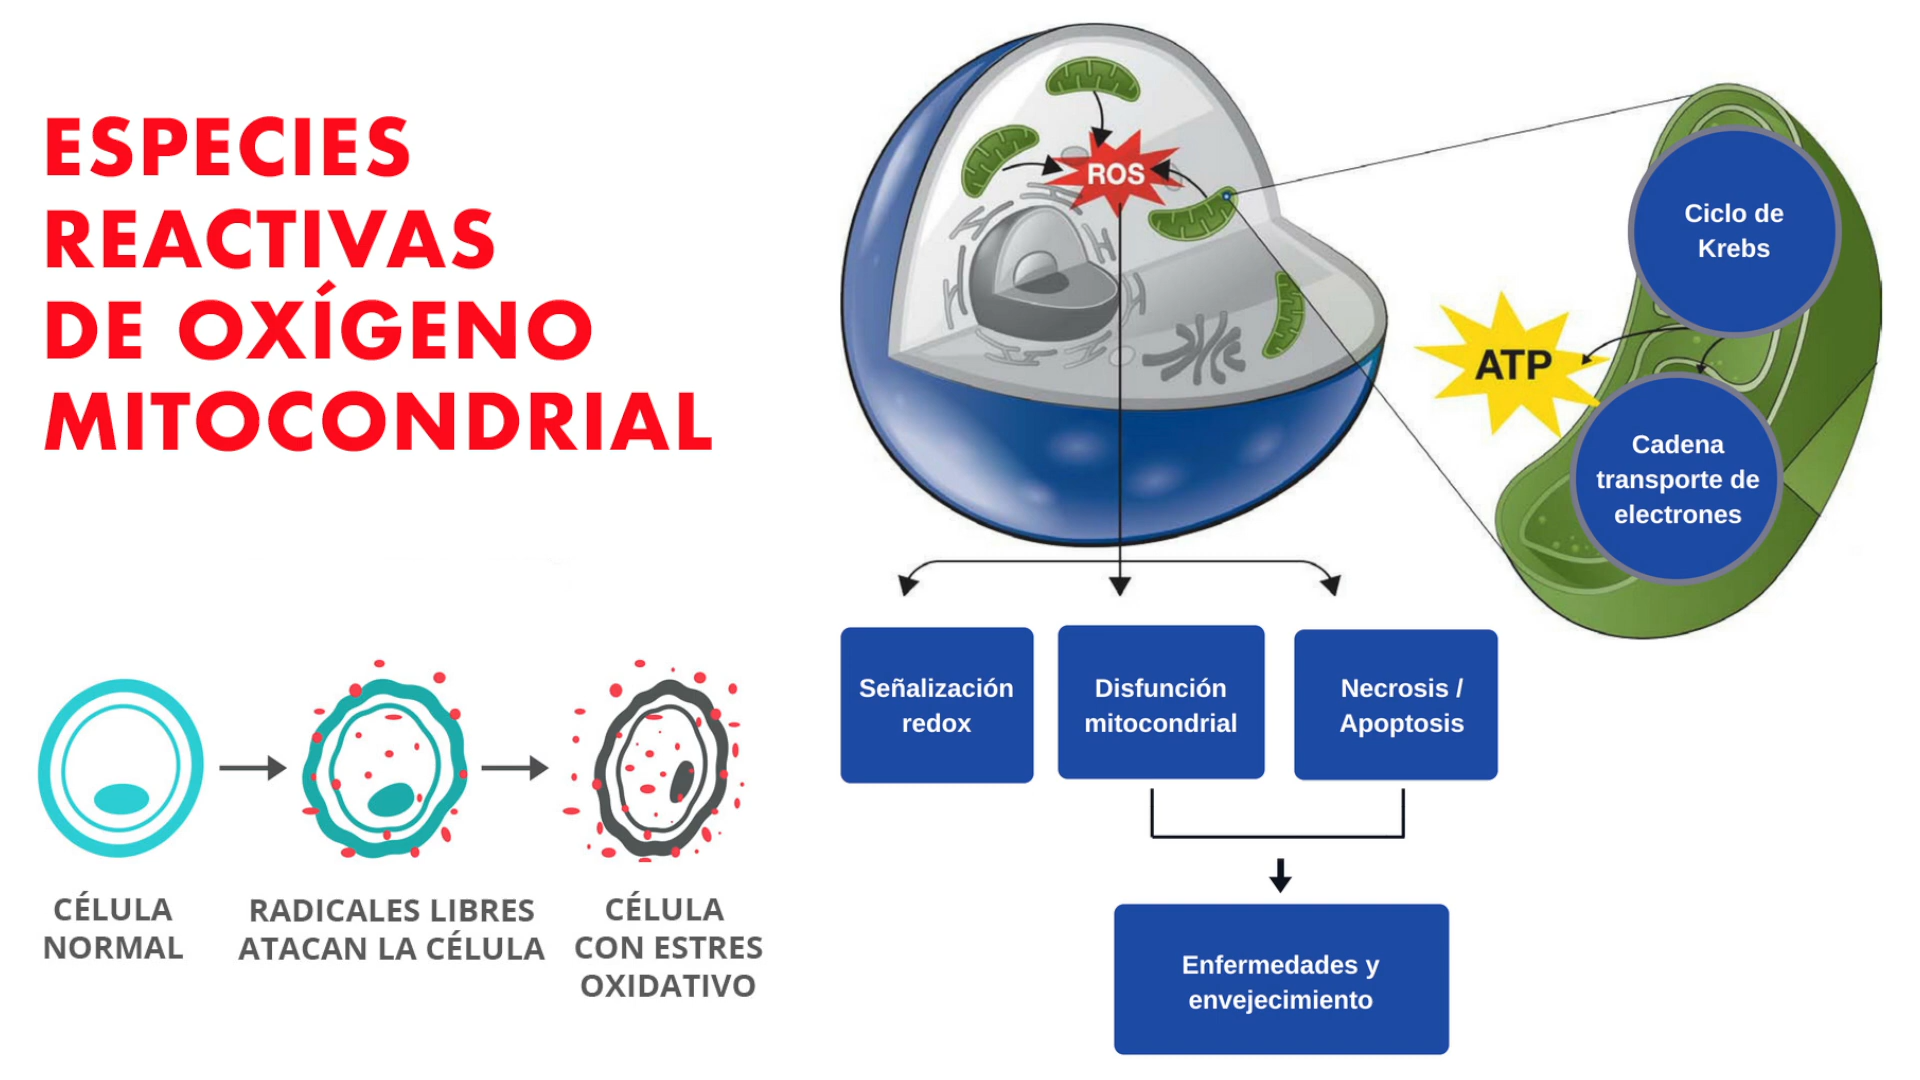 ESPECIES
REACTIVAS
DE OXÍGENO
MITOCONDRIAL
ROS
Ciclo de
Krebs
ATP
Cadena
transporte de
electrones
Señalización
redox
Disfunción
mitocondrial
Necrosis /
Apoptosis
Enfermedades y
envejecimiento
CÉLULA
NORMAL
RADICALES LIBRES
ATACAN LA CÉLULA
CÉLULA
CON ESTRES
OXIDATIVO